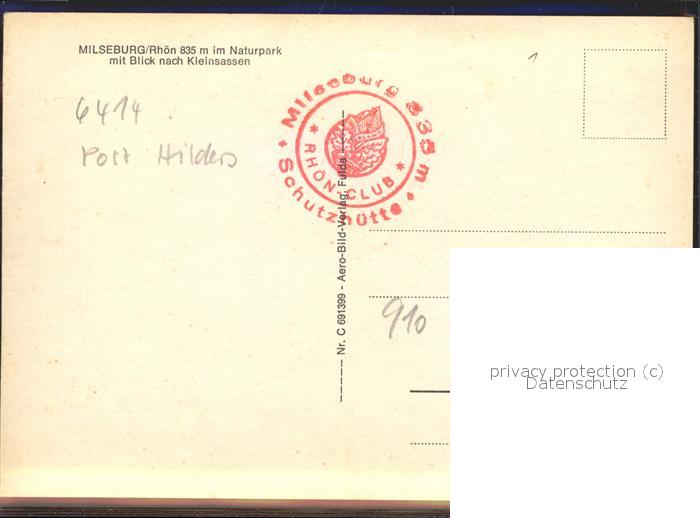 MILSEBURG/Rhön 835 m im Naturpark
mit Blick nach Kleinsassen
6414
Post Hilders
Milseburg 835 m
* RHÖN-CLUB *
* Schutzhütte *
Nr. C 691399 - Aero-Bild-Verlag, Fulda
910
privacy protection (c)
Datenschutz